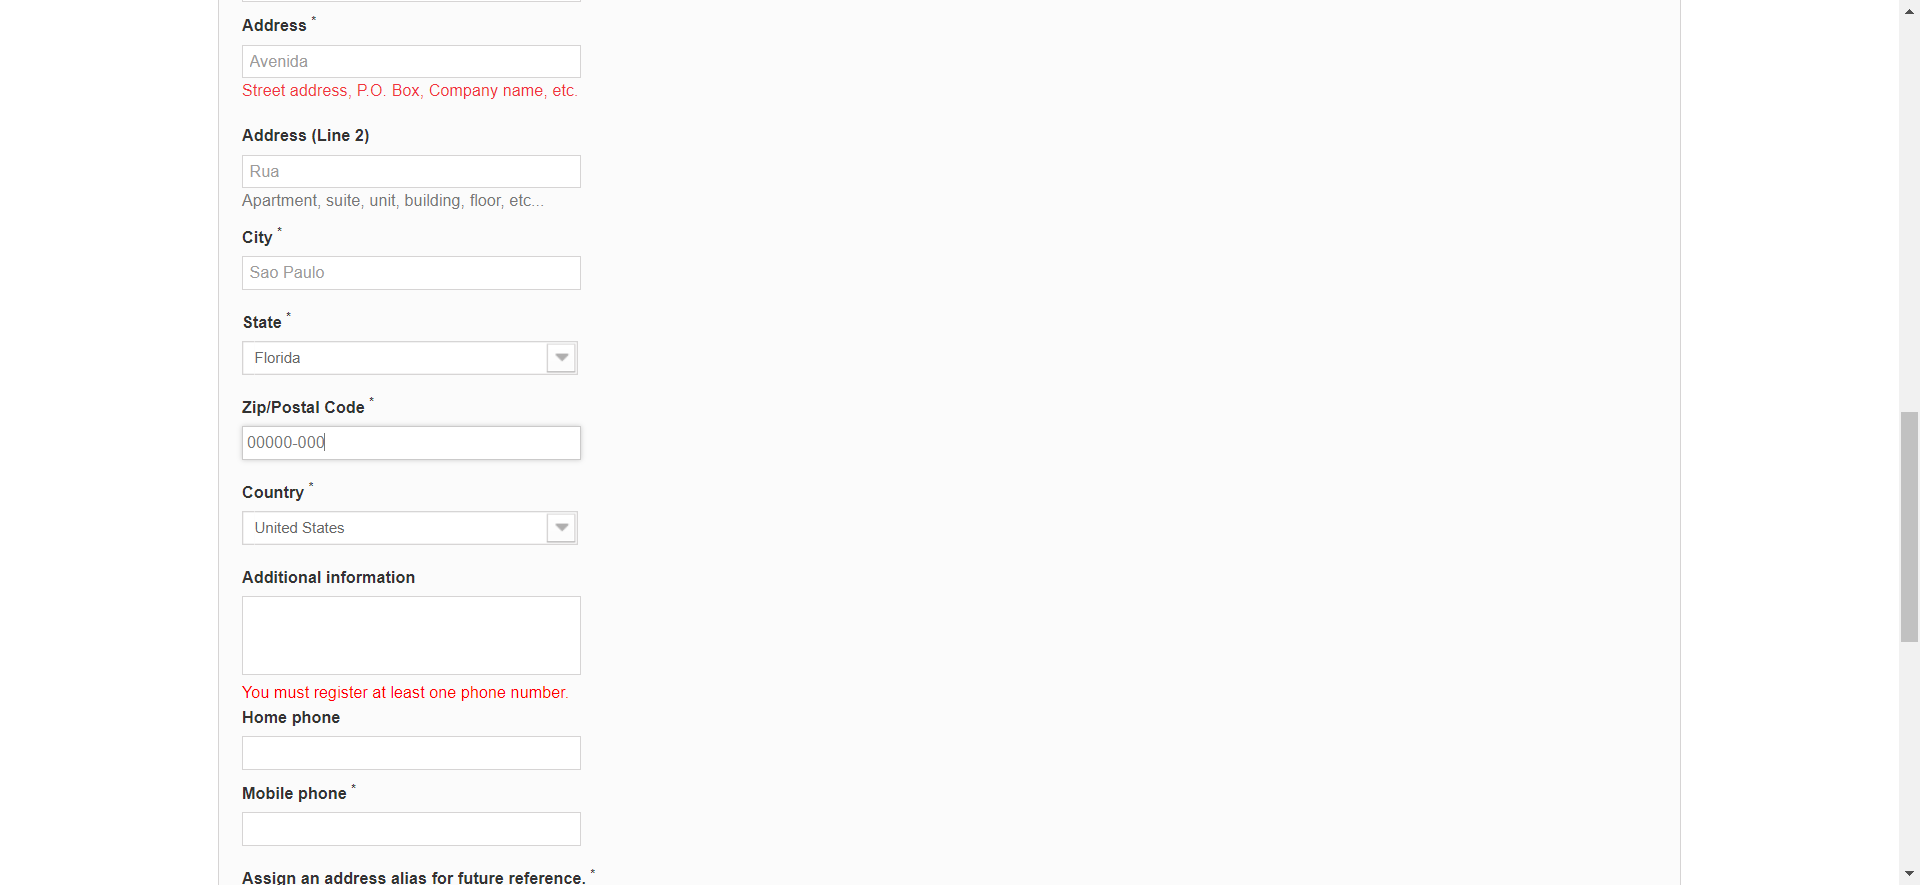 Address *
Avenida
Street address, P.O. Box, Company name, etc.
Address (Line 2)
Rua
Apartment, suite, unit, building, floor, etc...
City *
Sao Paulo
State *
Florida
Zip/Postal Code *
00000-000
Country *
United States
Additional information
You must register at least one phone number.
Home phone
Mobile phone *
Assign an address alias for future reference. *